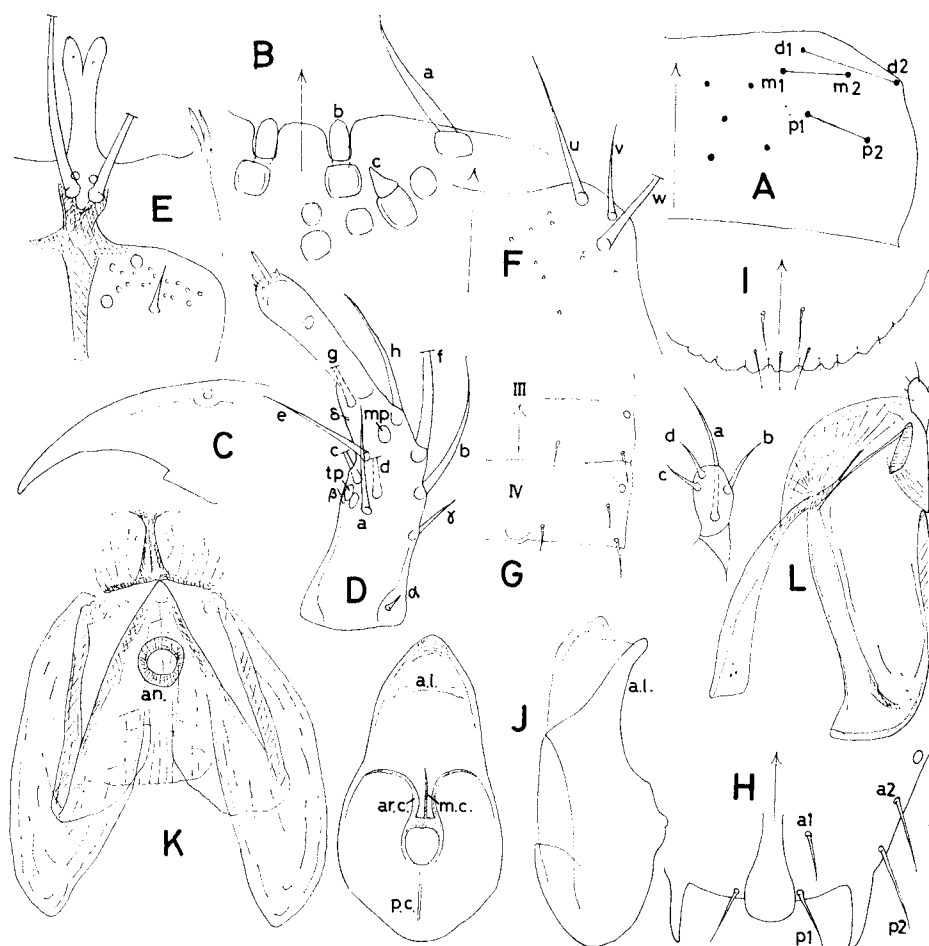 B
a
b
c
E
u
v
w
F
d1
d2
m1
m2
p1
p2
A
I
C
g
h
f
δ
mp
e
c
d
b
tp
β
a
γ
α
D
III
IV
G
a
d
b
c
L
an.
K
a.l.
ar.c.
m.c.
p.c.
J
a.l.
H
a1
a2
p1
p2